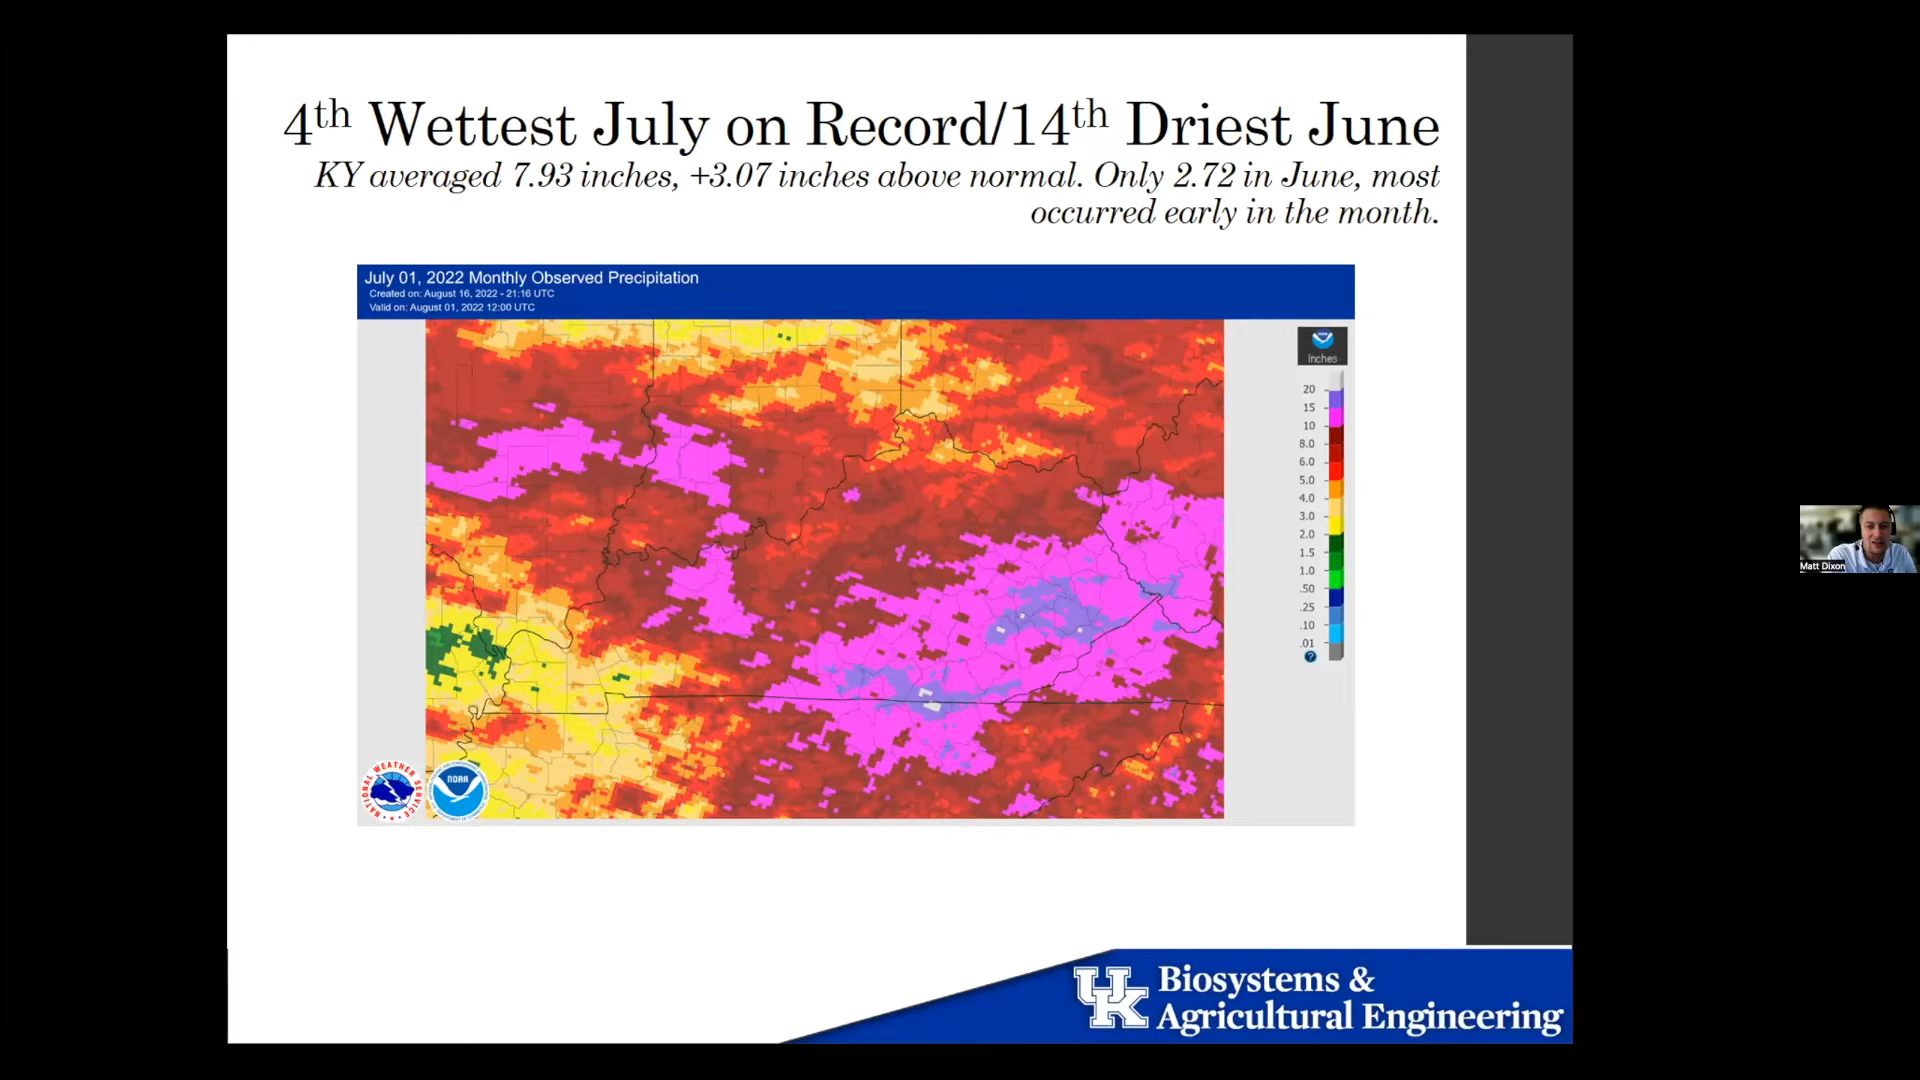 4th Wettest July on Record/14th Driest June
KY averaged 7.93 inches, +3.07 inches above normal. Only 2.72 in June, most
occurred early in the month.
July 01, 2022 Monthly Observed Precipitation
Created on: August 16, 2022 - 21:16 UTC
Valid on: August 01, 2022 12:00 UTC
Inches
20
15
10
8.0
6.0
5.0
4.0
3.0
2.0
1.5
1.0
.50
.25
.10
.01
?
NATIONAL WEATHER SERVICE
NOAA
Matt Dixon
UK
Biosystems &
Agricultural Engineering